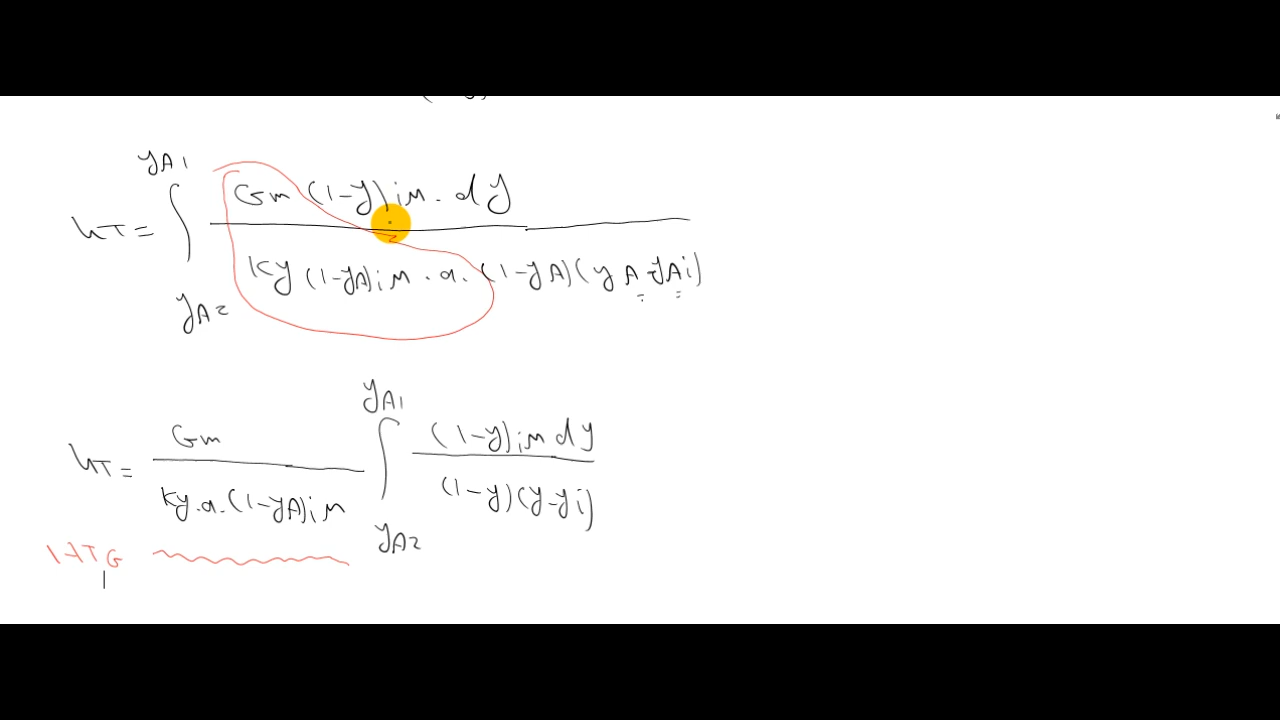 yA1
hT = ∫ Gm (1-y)iM . dy
ky (1-yA)iM . a . (1-yA)(yA-yAi)
yA2
yA1
hT = Gm ∫ (1-y)iM dy
ky . a . (1-yA)iM (1-y)(y-yi)
yA2
HTG